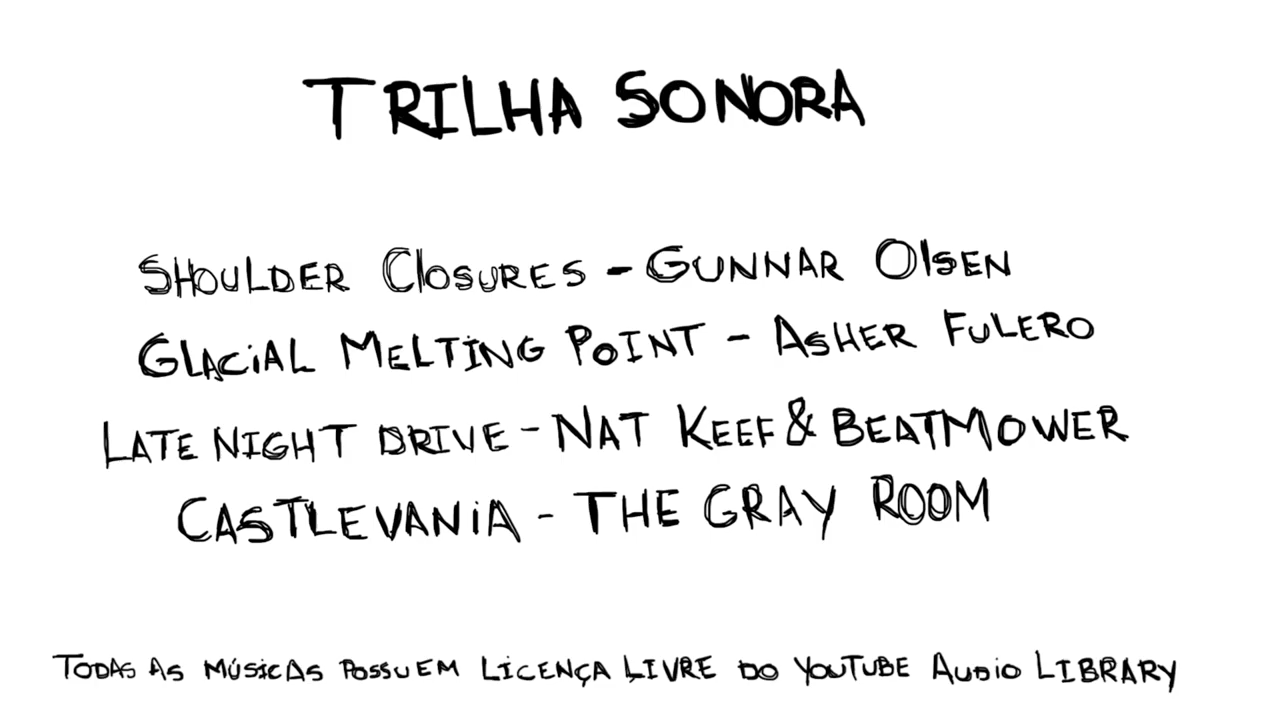 TRILHA SONORA
SHOULDER CLOSURES - GUNNAR OLSEN
GLACIAL MELTING POINT - ASHER FULERO
LATE NIGHT DRIVE - NAT KEEF & BEATMOWER
CASTLEVANIA - THE GRAY ROOM
TODAS AS MÚSICAS POSSUEM LICENÇA LIVRE DO YOUTUBE AUDIO LIBRARY